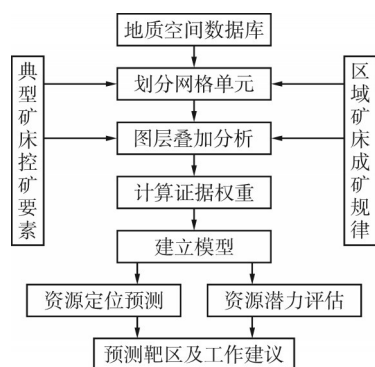 地质空间数据库
典型矿床控矿要素
划分网格单元
区域矿床成矿规律
图层叠加分析
计算证据权重
建立模型
资源定位预测
资源潜力评估
预测靶区及工作建议